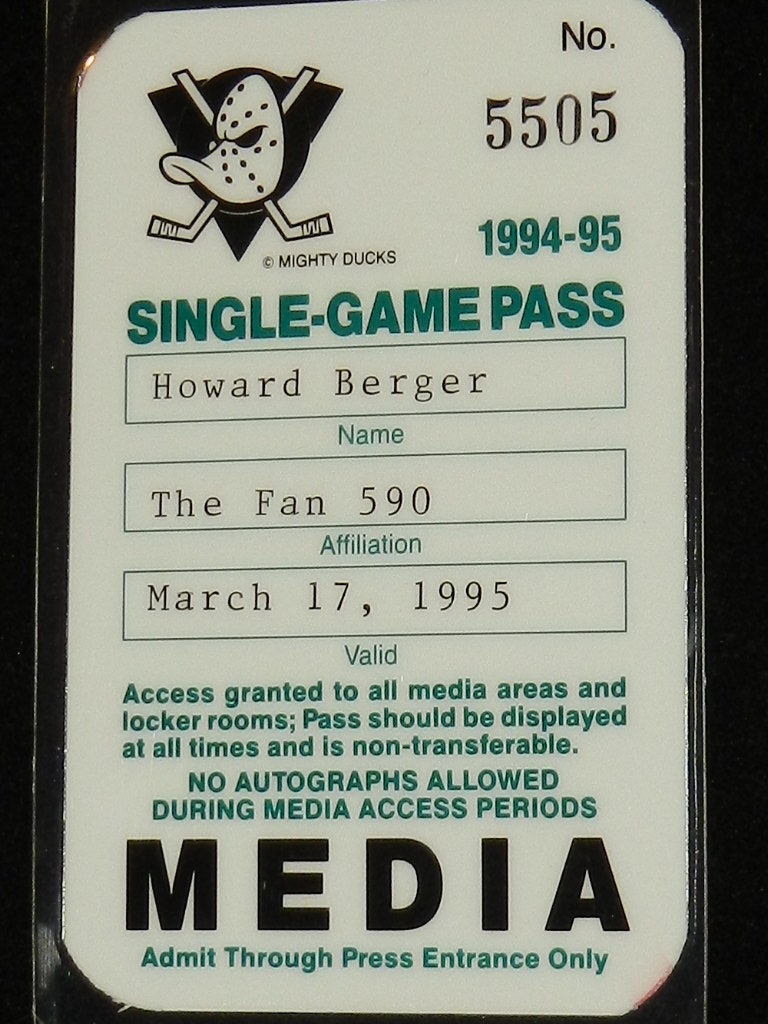 No.
5505
1994-95
© MIGHTY DUCKS
SINGLE-GAME PASS
Howard Berger
Name
The Fan 590
Affiliation
March 17, 1995
Valid
Access granted to all media areas and
locker rooms; Pass should be displayed
at all times and is non-transferable.
NO AUTOGRAPHS ALLOWED
DURING MEDIA ACCESS PERIODS
MEDIA
Admit Through Press Entrance Only